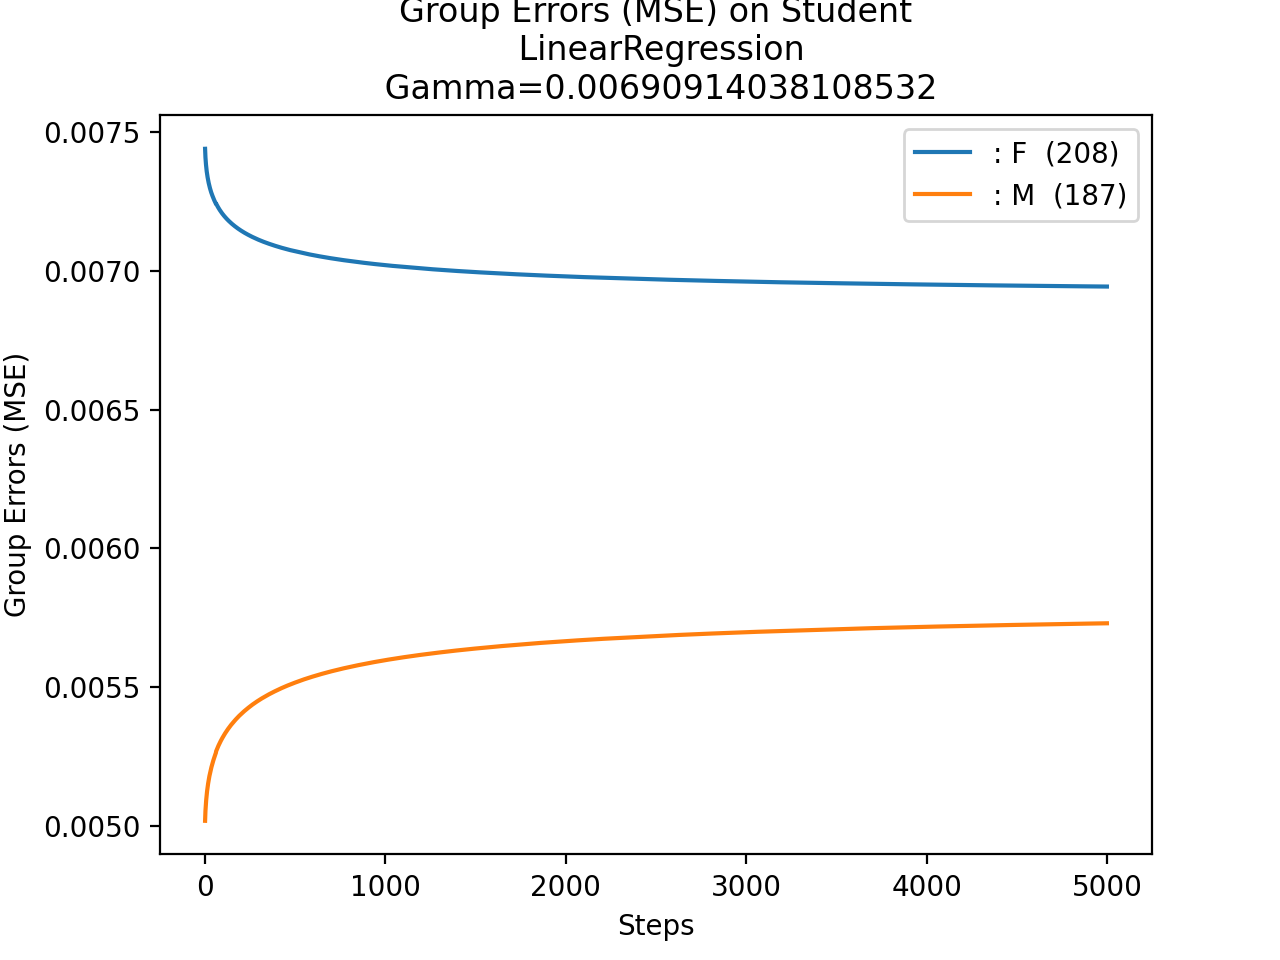 Group Errors (MSE) on Student
LinearRegression
Gamma=0.00690914038108532
: F (208)
: M (187)
Group Errors (MSE)
0.0075
0.0070
0.0065
0.0060
0.0055
0.0050
0 1000 2000 3000 4000 5000
Steps